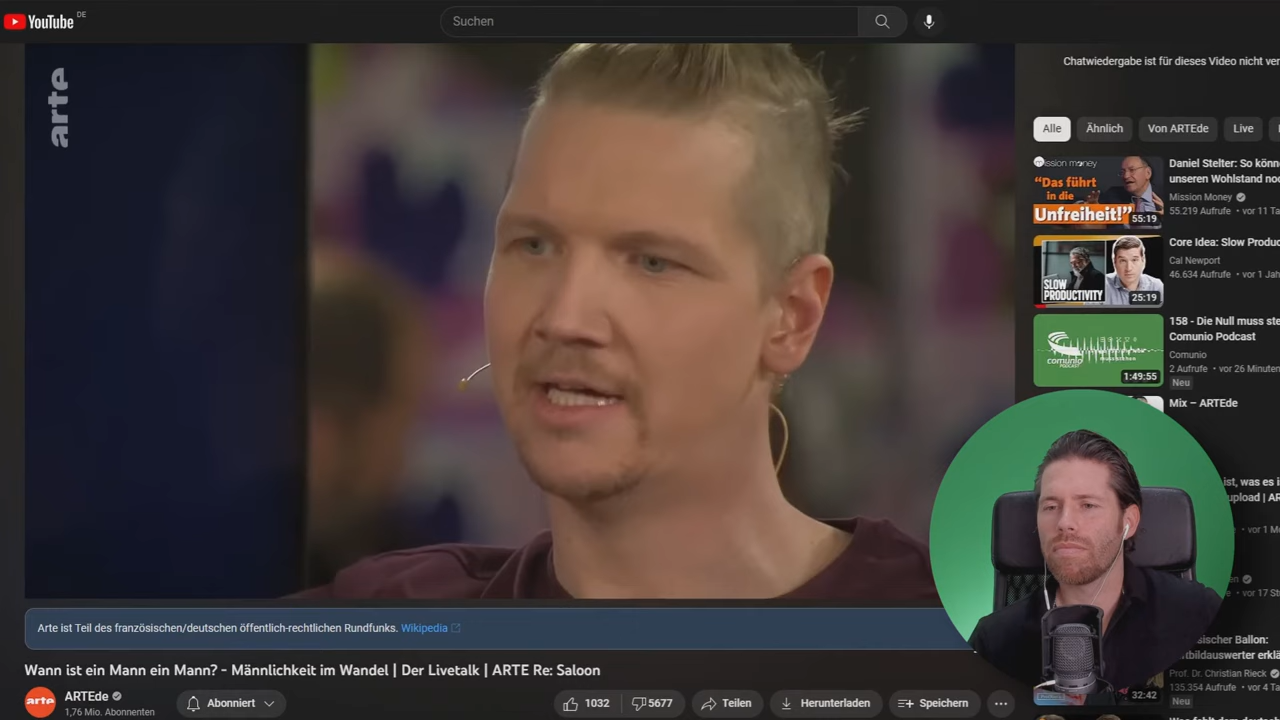 YouTube DE
Suchen
arte
Chatwiedergabe ist für dieses Video nicht ver
Alle
Ähnlich
Von ARTEde
Live
mission money
"Das führt
in die
Unfreiheit!"
55:19
Daniel Stelter: So könn
unseren Wohlstand noc
Mission Money
55.219 Aufrufe • vor 11 Ta
SLOW
PRODUCTIVITY
25:19
Core Idea: Slow Produc
Cal Newport
46.634 Aufrufe • vor 1 Jah
comunio
PODCAST
1:49:55
158 - Die Null muss ste
Comunio Podcast
Comunio
2 Aufrufe • vor 26 Minuten
Neu
Mix – ARTEde
ist, was es is
upload | AR
• vor 1 Mo
• vor 17 St
sischer Ballon:
uftbildauswerter erklä
Prof. Dr. Christian Rieck
135.354 Aufrufe • vor 4 Ta
Neu
32:42
Arte ist Teil des französischen/deutschen öffentlich-rechtlichen Rundfunks. Wikipedia
Wann ist ein Mann ein Mann? - Männlichkeit im Wandel | Der Livetalk | ARTE Re: Saloon
arte
ARTEde
1,76 Mio. Abonnenten
Abonniert
1032
5677
Teilen
Herunterladen
Speichern